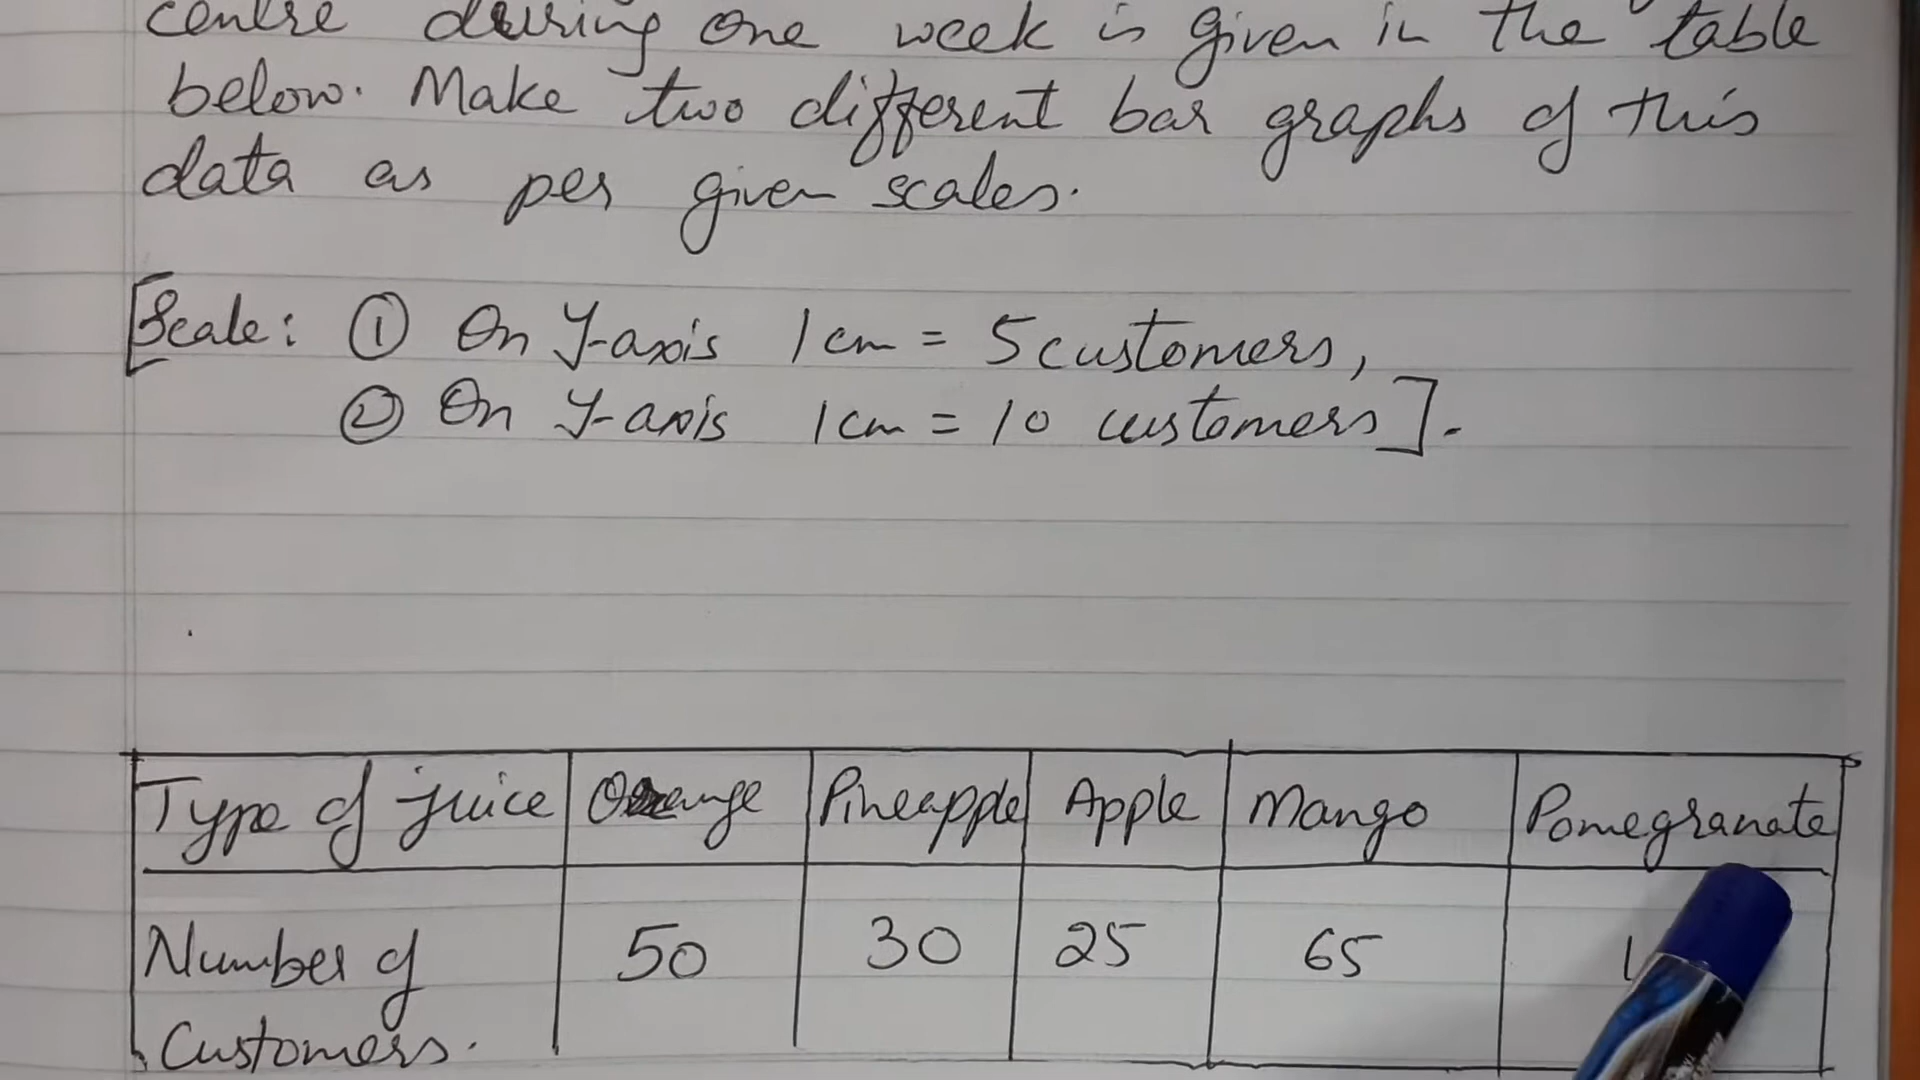 centre during one week is given in the table
below. Make two different bar graphs of this
data as per given scales.
[Scale: ① On Y-axis 1 cm = 5 customers,
② On Y-axis 1 cm = 10 customers].
Type of juice Orange Pineapple Apple Mango Pomegranate
Number of 50 30 25 65
Customers.